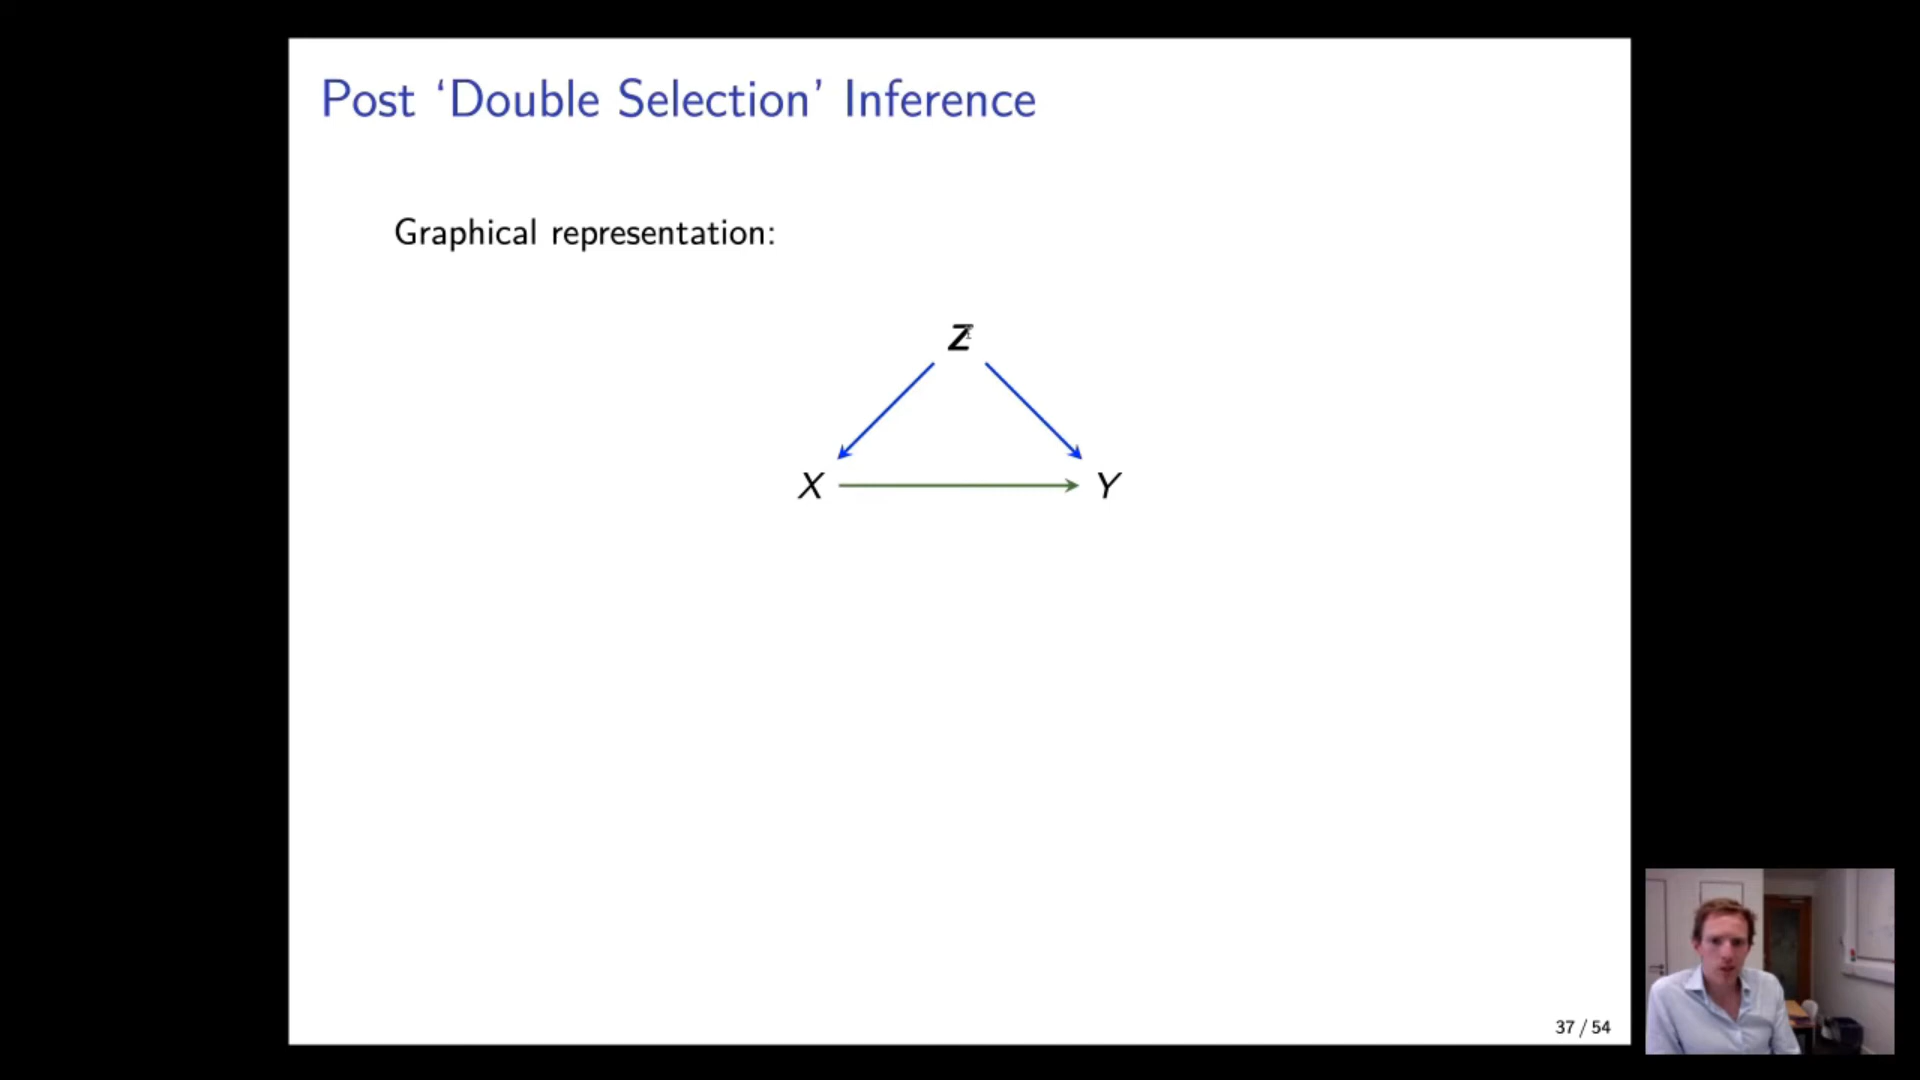 Post ‘Double Selection’ Inference
Graphical representation:
Z
X
Y
37 / 54